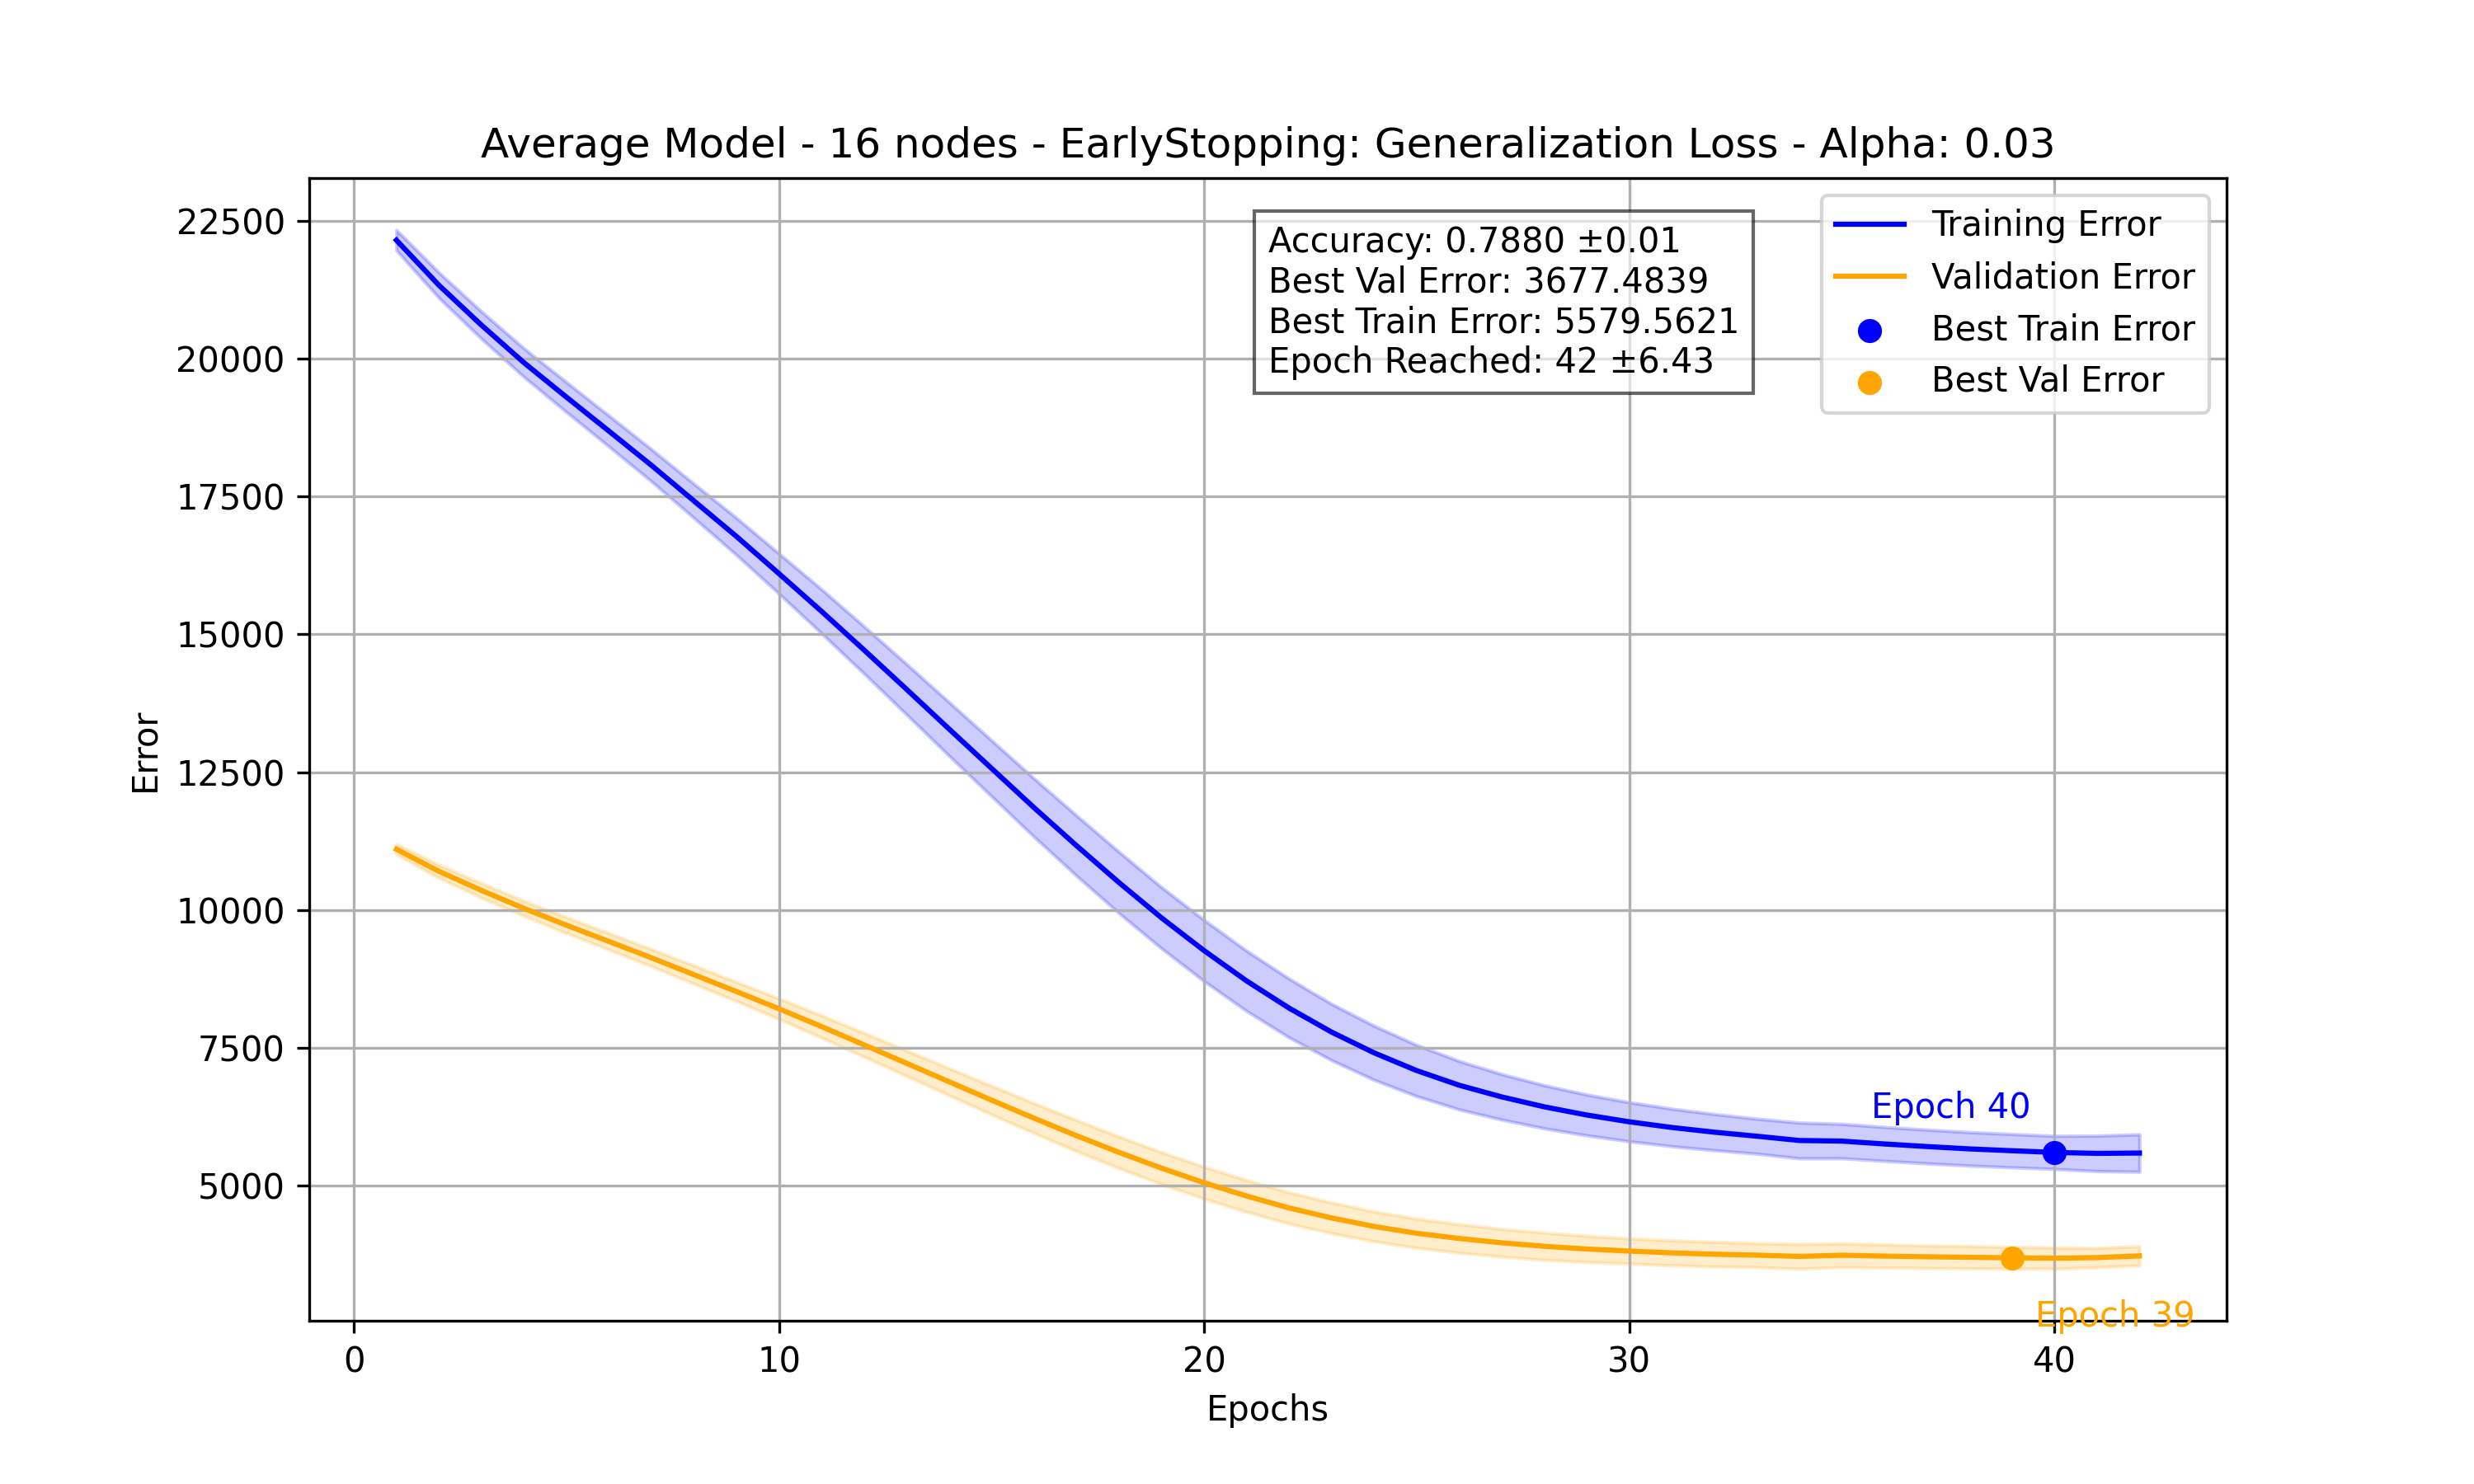 Average Model - 16 nodes - EarlyStopping: Generalization Loss - Alpha: 0.03
Accuracy: 0.7880 ±0.01
Best Val Error: 3677.4839
Best Train Error: 5579.5621
Epoch Reached: 42 ±6.43
Training Error
Validation Error
Best Train Error
Best Val Error
22500
20000
17500
15000
12500
10000
7500
5000
Error
Epoch 40
Epoch 39
0
10
20
30
40
Epochs